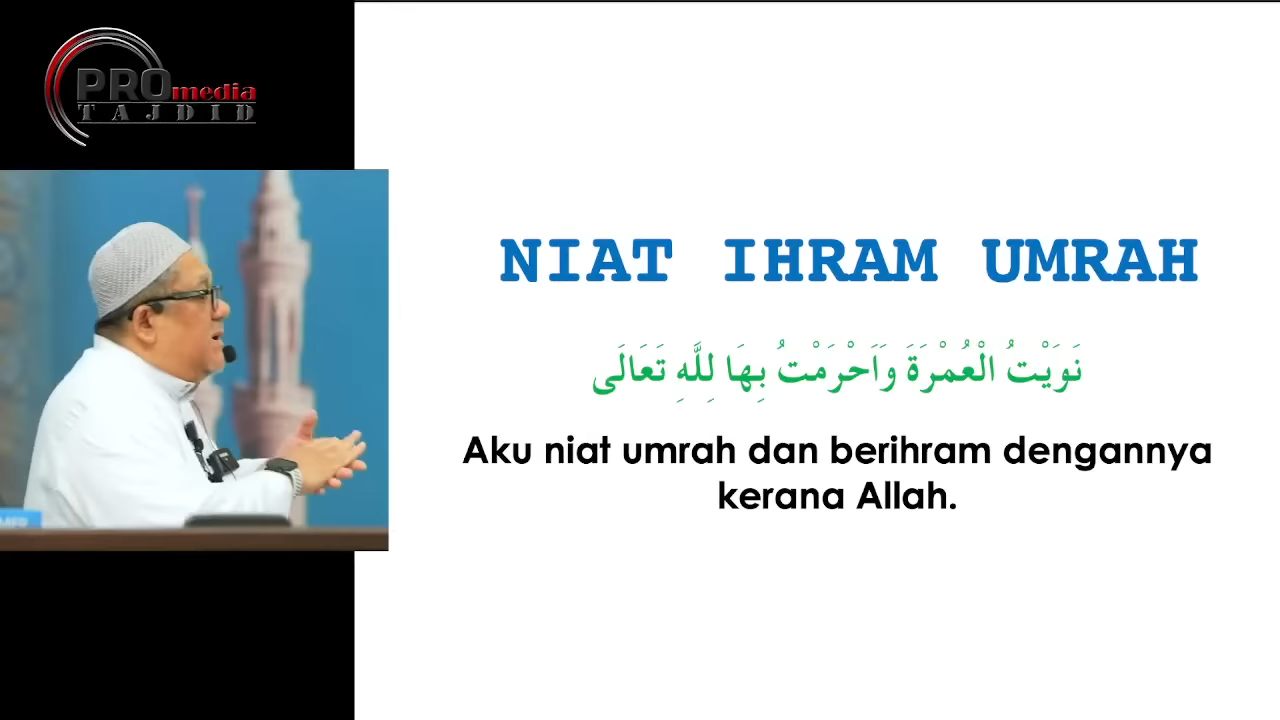 PROmedia
TAJDID
NIAT IHRAM UMRAH
نَوَيْتُ الْعُمْرَةَ وَاَحْرَمْتُ بِهَا لِلَّهِ تَعَالَى
Aku niat umrah dan berihram dengannya
kerana Allah.